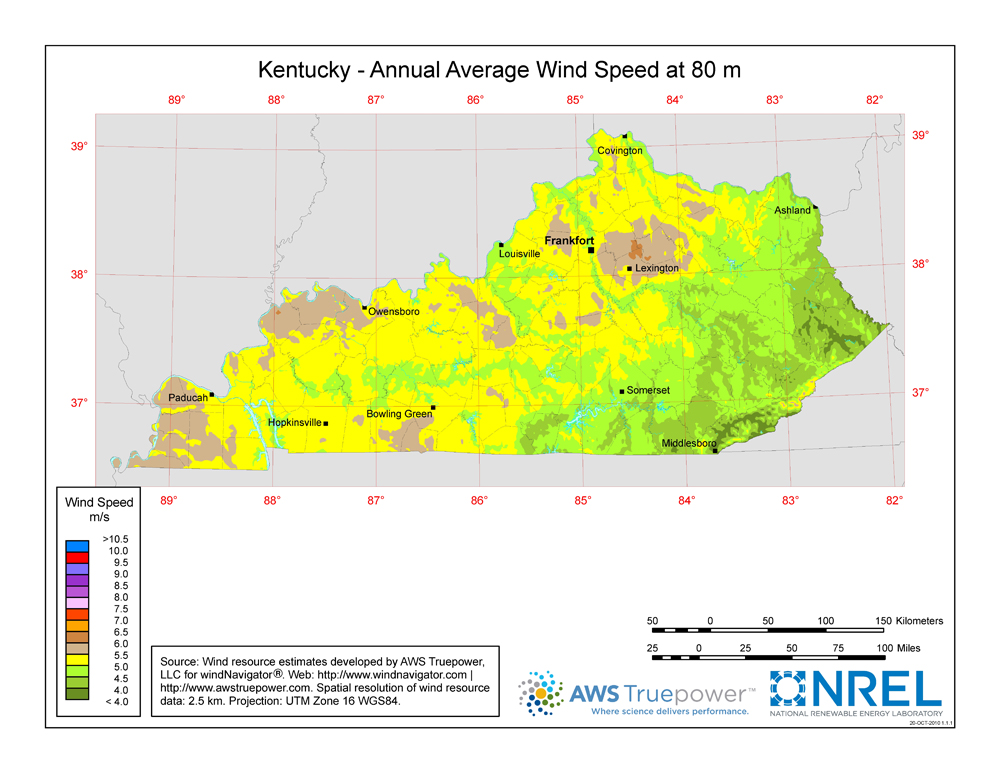 Kentucky - Annual Average Wind Speed at 80 m
89° 88° 87° 86° 85° 84° 83° 82°
39° 39°
Covington
Ashland
Frankfort
Louisville
38° Lexington 38°
Owensboro
37° Paducah Somerset 37°
Bowling Green
Hopkinsville
Middlesboro
89° 88° 87° 86° 85° 84° 83° 82°
Wind Speed
m/s
>10.5
10.0
9.5
9.0
8.5
8.0
7.5
7.0
6.5
6.0
5.5
5.0
4.5
4.0
< 4.0
50 0 50 100 150 Kilometers
25 0 25 50 75 100 Miles
Source: Wind resource estimates developed by AWS Truepower,
LLC for windNavigator®. Web: http://www.windnavigator.com |
http://www.awstruepower.com. Spatial resolution of wind resource
data: 2.5 km. Projection: UTM Zone 16 WGS84.
AWS Truepower™
Where science delivers performance.
NREL
NATIONAL RENEWABLE ENERGY LABORATORY
20-OCT-2010 1.1.1